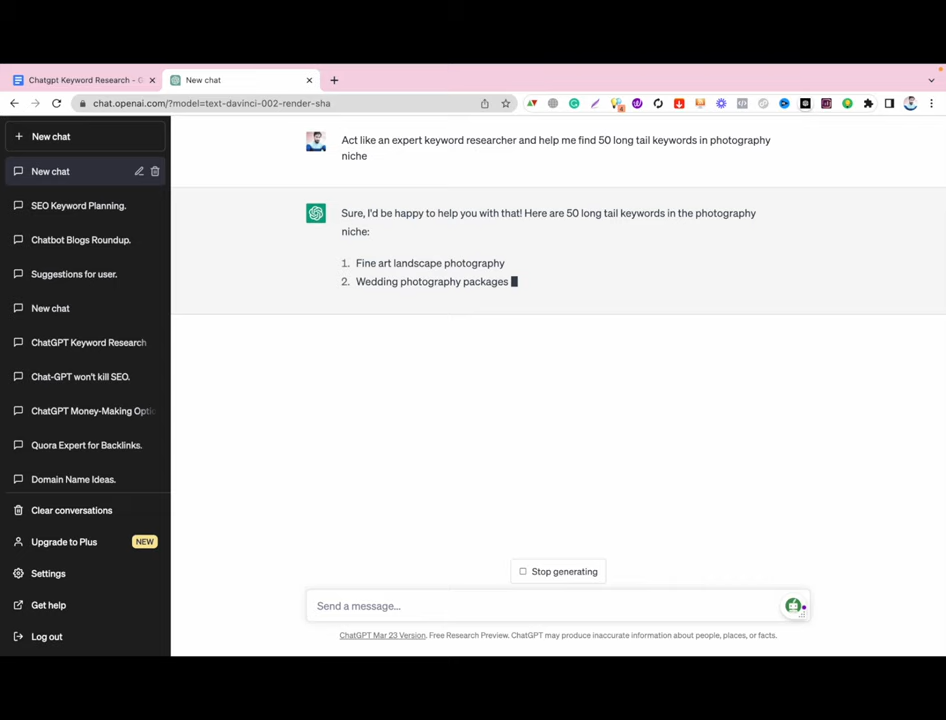 Chatgpt Keyword Research - G
New chat
chat.openai.com/?model=text-davinci-002-render-sha
New chat
New chat
SEO Keyword Planning.
Chatbot Blogs Roundup.
Suggestions for user.
New chat
ChatGPT Keyword Research
Chat-GPT won't kill SEO.
ChatGPT Money-Making Optio
Quora Expert for Backlinks.
Domain Name Ideas.
Clear conversations
Upgrade to Plus NEW
Settings
Get help
Log out
Act like an expert keyword researcher and help me find 50 long tail keywords in photography
niche
Sure, I'd be happy to help you with that! Here are 50 long tail keywords in the photography
niche:
1. Fine art landscape photography
2. Wedding photography packages
Stop generating
Send a message...
ChatGPT Mar 23 Version. Free Research Preview. ChatGPT may produce inaccurate information about people, places, or facts.